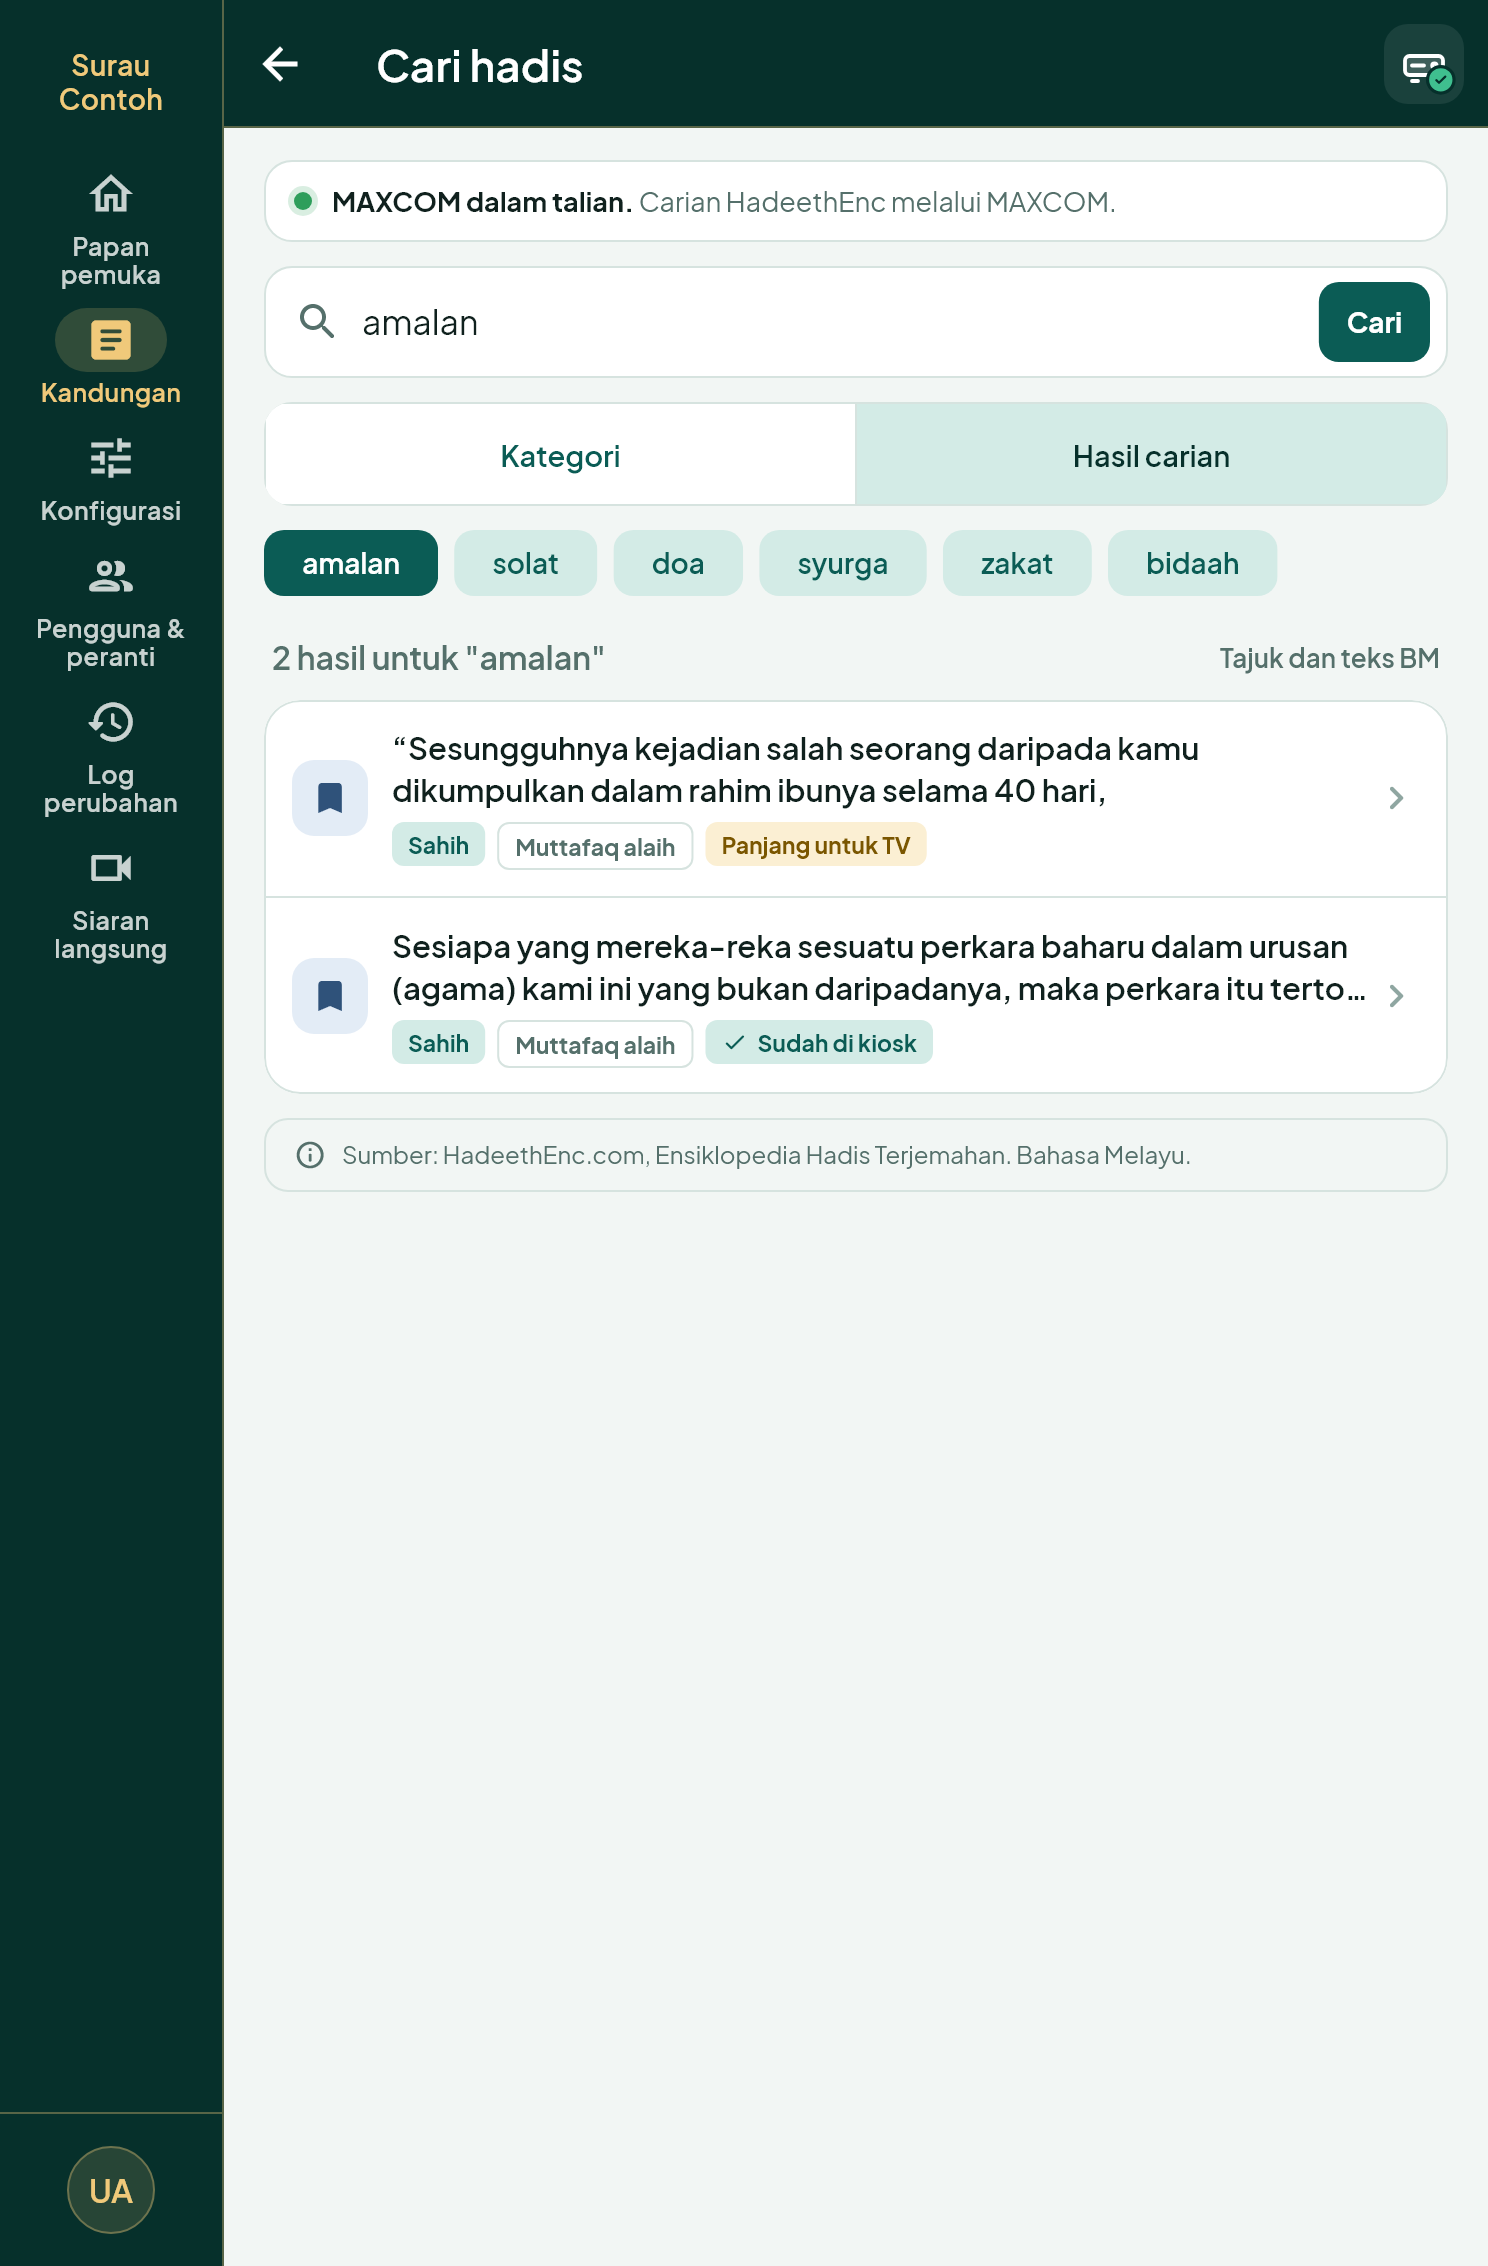 Surau
Contoh
Papan
pemuka
Kandungan
Konfigurasi
Pengguna &
peranti
Log
perubahan
Siaran
langsung
UA
Cari hadis
MAXCOM dalam talian. Carian HadeethEnc melalui MAXCOM.
amalan
Cari
Kategori
Hasil carian
amalan
solat
doa
syurga
zakat
bidaah
2 hasil untuk "amalan"
Tajuk dan teks BM
“Sesungguhnya kejadian salah seorang daripada kamu
dikumpulkan dalam rahim ibunya selama 40 hari,
Sahih
Muttafaq alaih
Panjang untuk TV
Sesiapa yang mereka-reka sesuatu perkara baharu dalam urusan
(agama) kami ini yang bukan daripadanya, maka perkara itu terto…
Sahih
Muttafaq alaih
Sudah di kiosk
Sumber: HadeethEnc.com, Ensiklopedia Hadis Terjemahan. Bahasa Melayu.